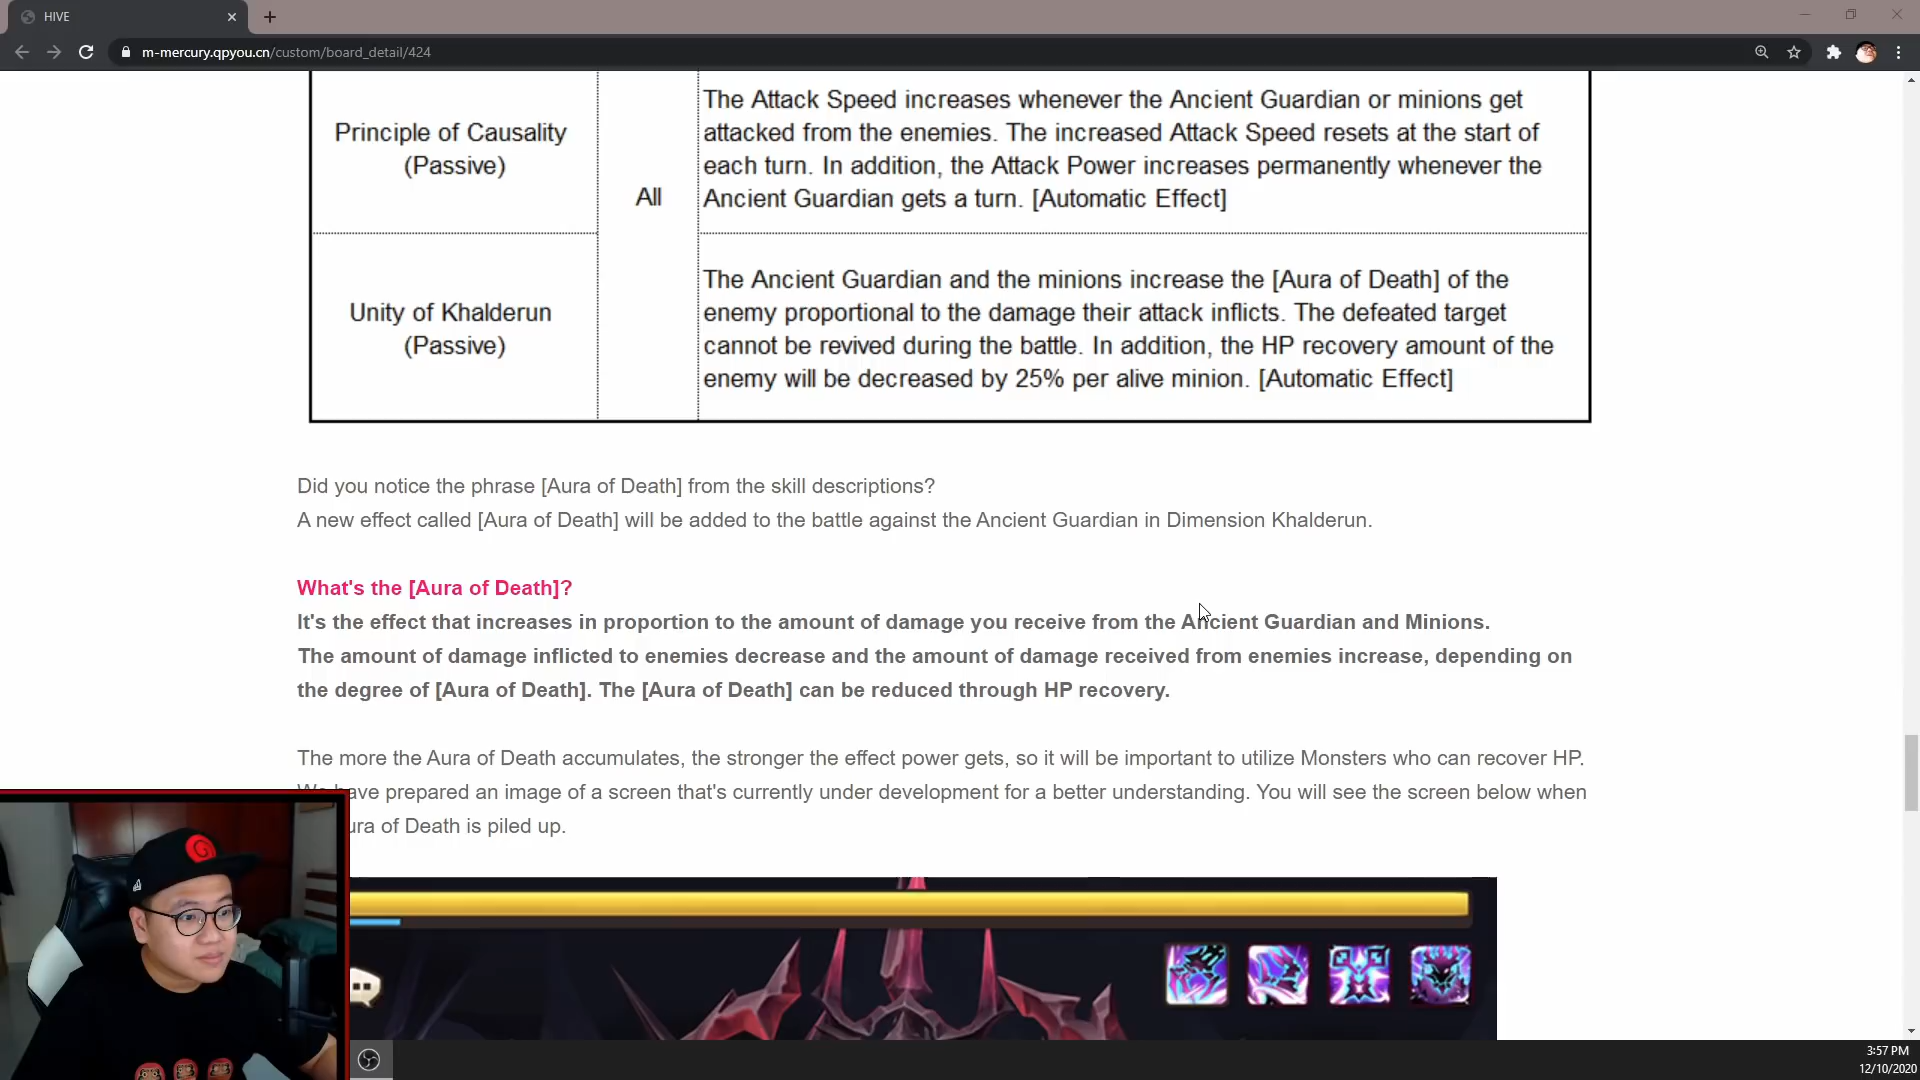 HIVE
m-mercury.qpyou.cn/custom/board_detail/424
Principle of Causality
(Passive)
All
The Attack Speed increases whenever the Ancient Guardian or minions get
attacked from the enemies. The increased Attack Speed resets at the start of
each turn. In addition, the Attack Power increases permanently whenever the
Ancient Guardian gets a turn. [Automatic Effect]
Unity of Khalderun
(Passive)
The Ancient Guardian and the minions increase the [Aura of Death] of the
enemy proportional to the damage their attack inflicts. The defeated target
cannot be revived during the battle. In addition, the HP recovery amount of the
enemy will be decreased by 25% per alive minion. [Automatic Effect]
Did you notice the phrase [Aura of Death] from the skill descriptions?
A new effect called [Aura of Death] will be added to the battle against the Ancient Guardian in Dimension Khalderun.
What's the [Aura of Death]?
It's the effect that increases in proportion to the amount of damage you receive from the Ancient Guardian and Minions.
The amount of damage inflicted to enemies decrease and the amount of damage received from enemies increase, depending on
the degree of [Aura of Death]. The [Aura of Death] can be reduced through HP recovery.
The more the Aura of Death accumulates, the stronger the effect power gets, so it will be important to utilize Monsters who can recover HP.
We have prepared an image of a screen that's currently under development for a better understanding. You will see the screen below when
ura of Death is piled up.
3:57 PM
12/10/2020